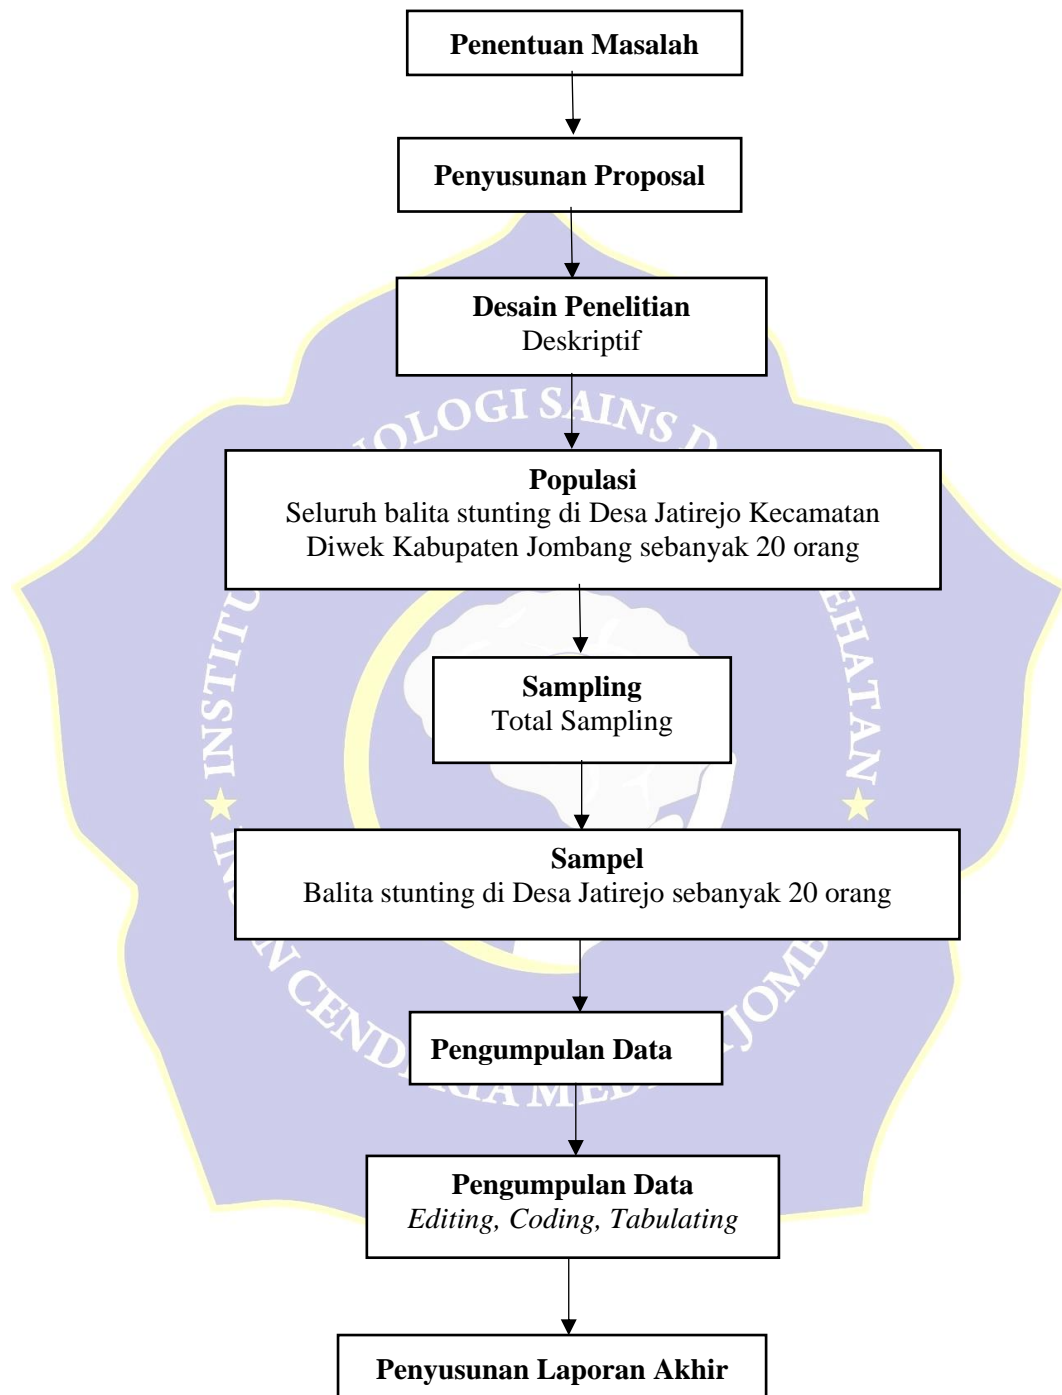 Penentuan Masalah
Penyusunan Proposal
Desain Penelitian
Deskriptif
Populasi
Seluruh balita stunting di Desa Jatirejo Kecamatan
Diwek Kabupaten Jombang sebanyak 20 orang
Sampling
Total Sampling
Sampel
Balita stunting di Desa Jatirejo sebanyak 20 orang
Pengumpulan Data
Pengumpulan Data
Editing, Coding, Tabulating
Penyusunan Laporan Akhir
SAINS